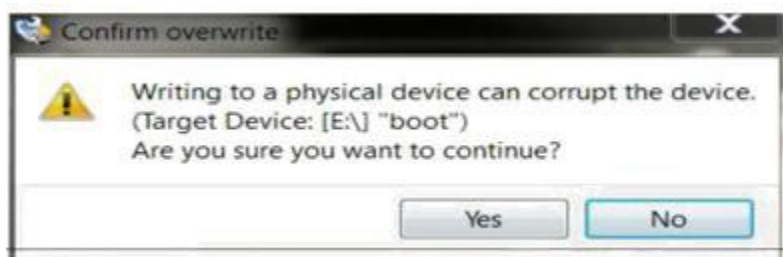 Confirm overwrite
Writing to a physical device can corrupt the device.
(Target Device: [E:\] "boot")
Are you sure you want to continue?
Yes
No